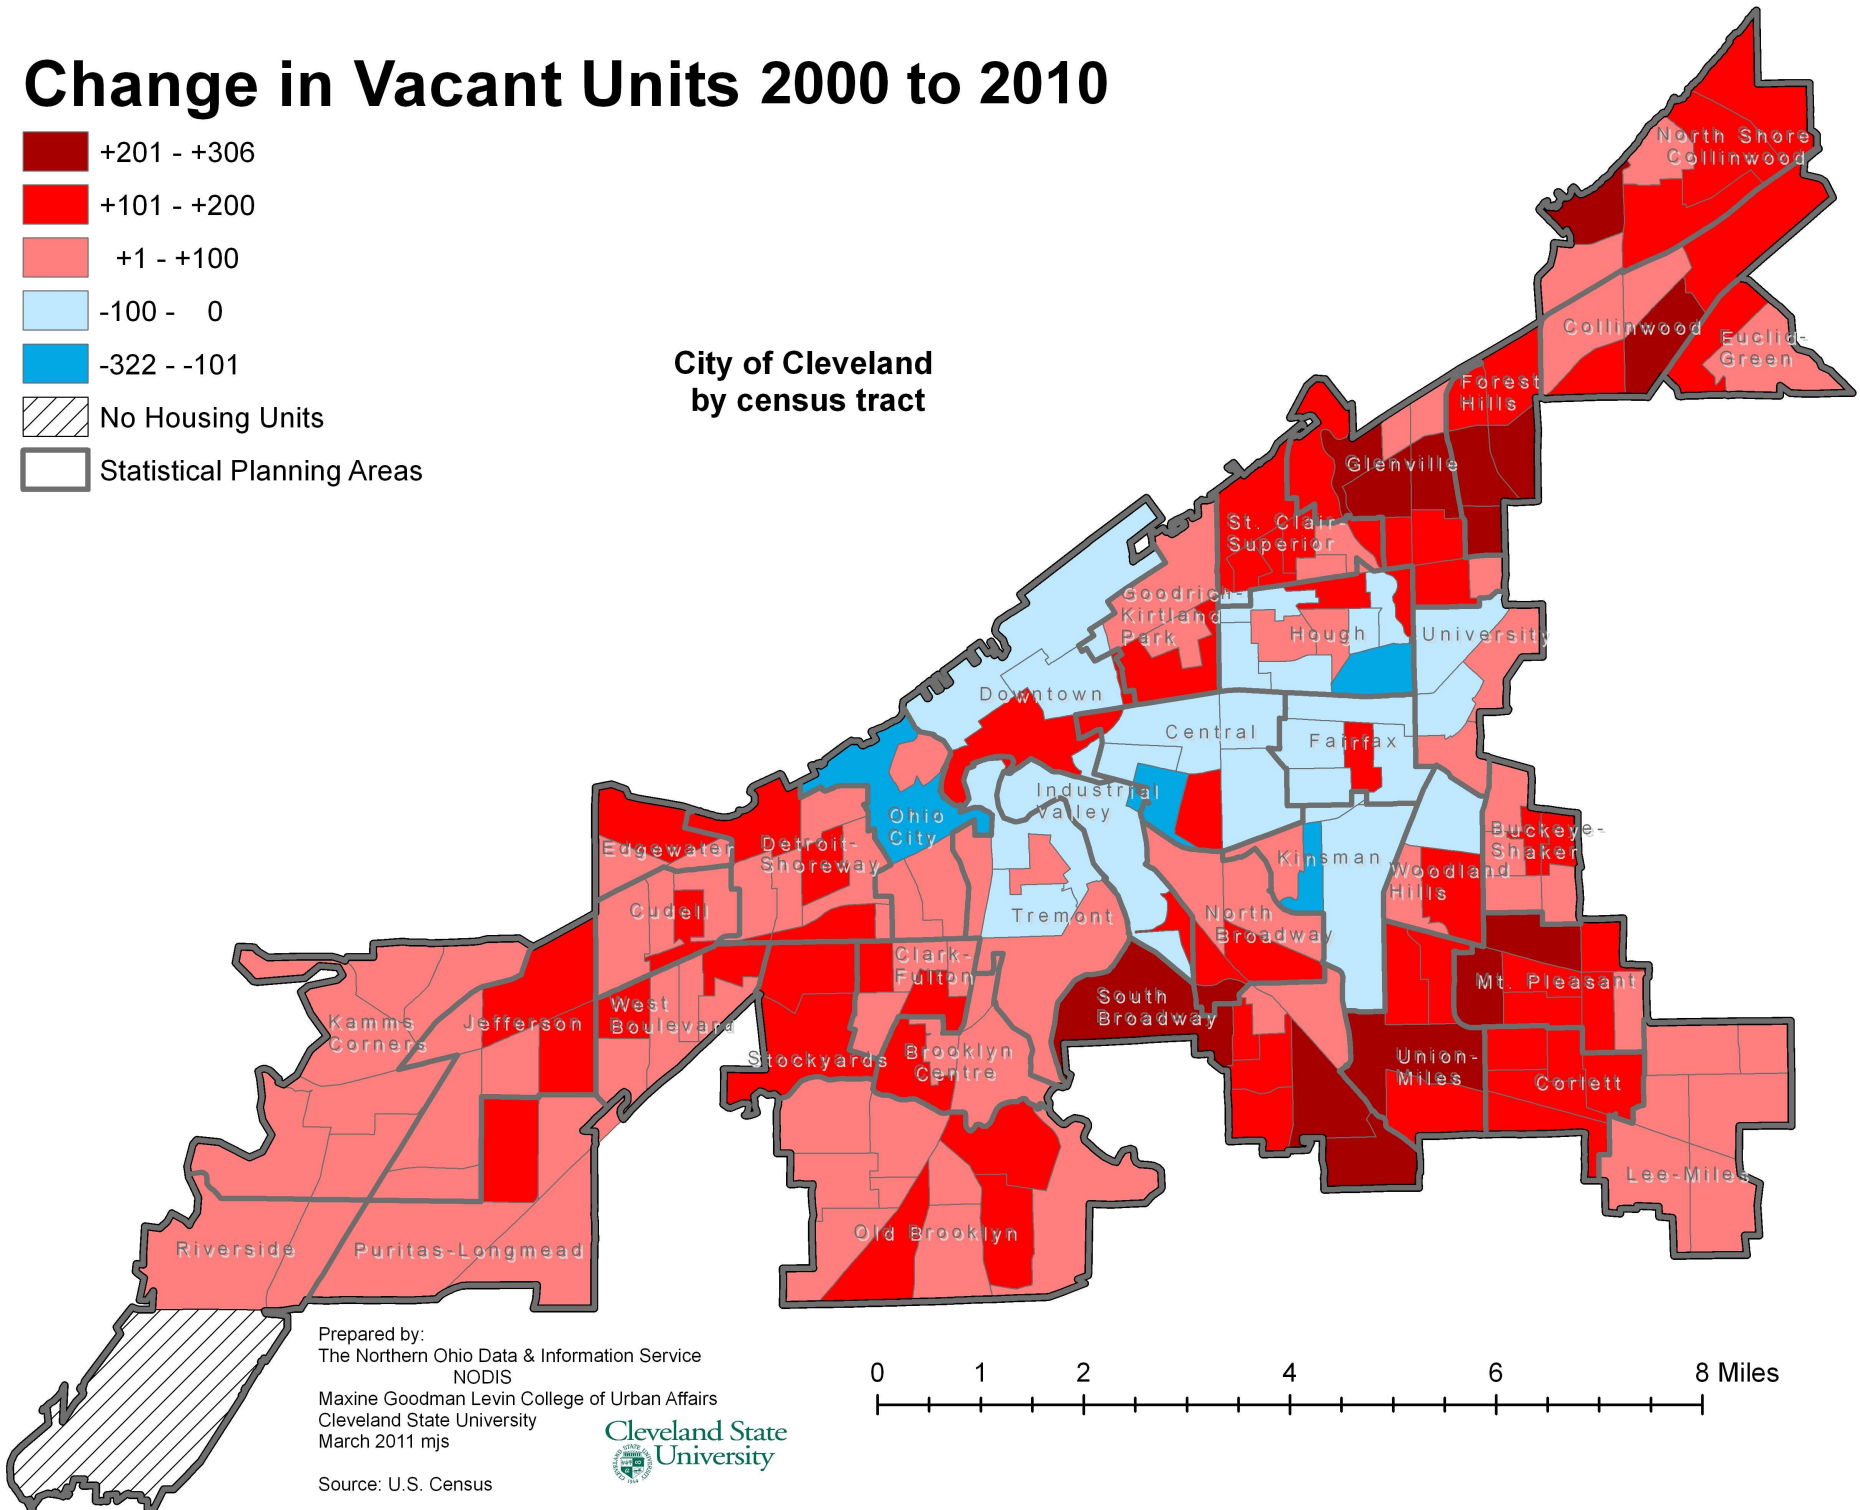 Change in Vacant Units 2000 to 2010
+201 - +306
+101 - +200
+1 - +100
-100 - 0
-322 - -101
No Housing Units
Statistical Planning Areas
City of Cleveland
by census tract
North Shore
Collinwood
Collinwood
Euclid-
Green
Forest
Hills
Glenville
St. Clair-
Superior
Goodrich-
Kirtland
Park
Hough
University
Downtown
Central
Fairfax
Industrial
Valley
Ohio
City
Edgewater
Detroit-
Shoreway
Kinsman
Buckeye-
Shaker
Woodland
Hills
Cudell
Tremont
North
Broadway
Clark-
Fulton
Mt. Pleasant
South
Broadway
West
Boulevard
Kamms
Corners
Jefferson
Stockyards
Brooklyn
Centre
Union-
Miles
Corlett
Lee-Miles
Old Brooklyn
Riverside
Puritas-Longmead
Prepared by:
The Northern Ohio Data & Information Service
NODIS
Maxine Goodman Levin College of Urban Affairs
Cleveland State University
March 2011 mjs
Source: U.S. Census
Cleveland State
University
0 1 2 4 6 8 Miles